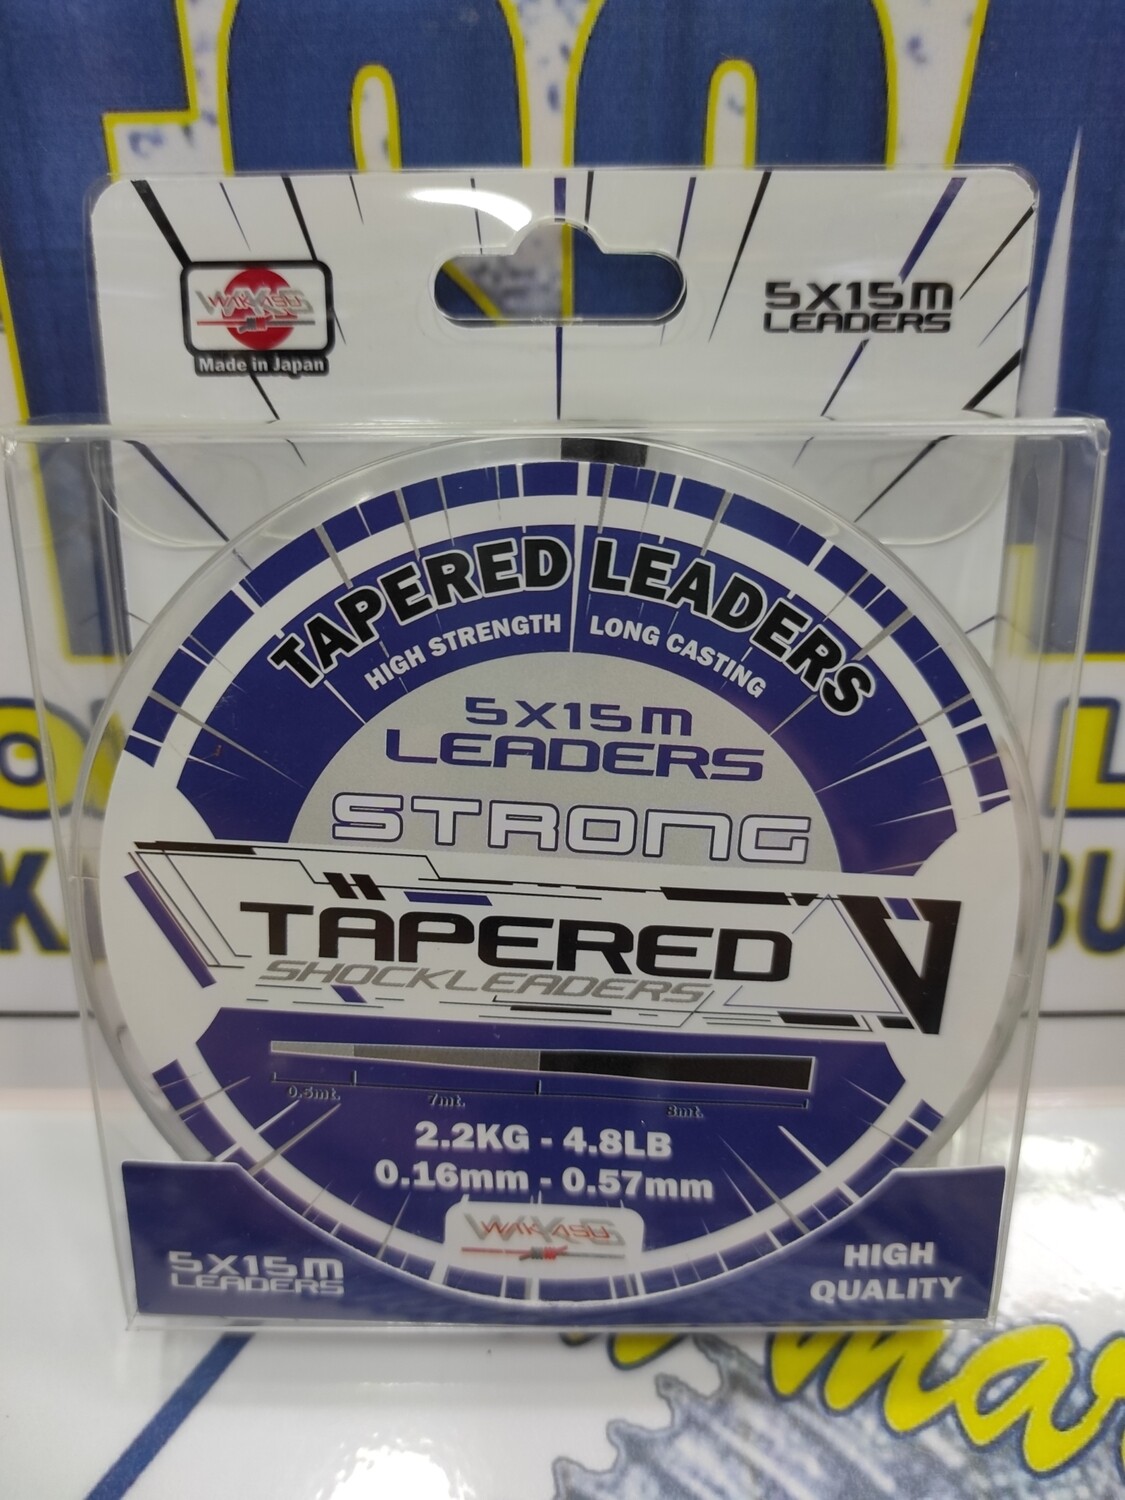 WAKASU
Made in Japan
5X15M
LEADERS
TAPERED LEADERS
HIGH STRENGTH LONG CASTING
5X15M
LEADERS
STRONG
TAPERED
SHOCKLEADERS
0.5mt. 7mt. 8mt.
2.2KG - 4.8LB
0.16mm - 0.57mm
WAKASU
5X15M
LEADERS
HIGH
QUALITY